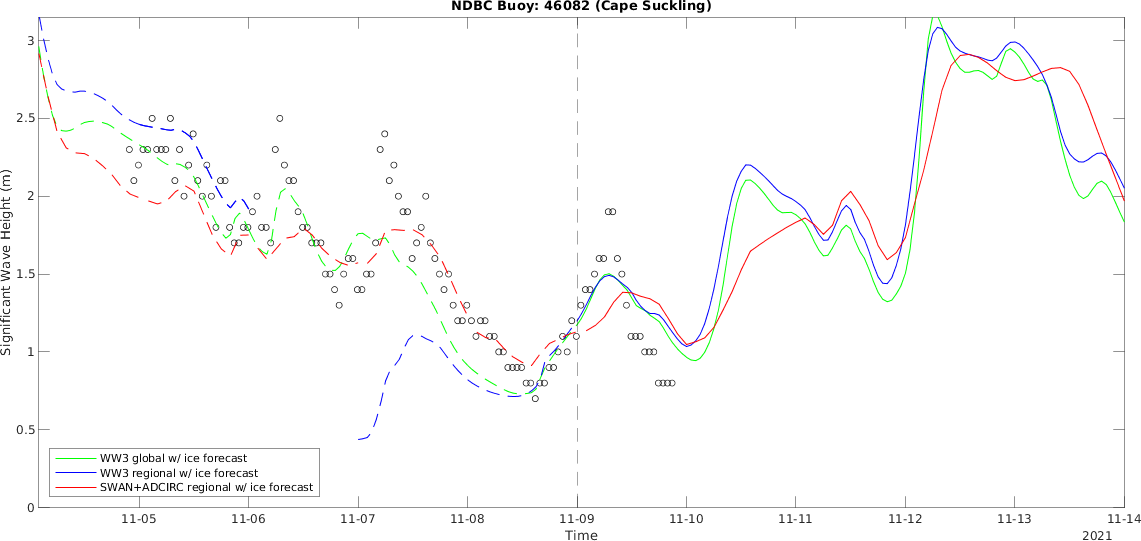 NDBC Buoy: 46082 (Cape Suckling)
3
2.5
2
1.5
1
0.5
0
Significant Wave Height (m)
WW3 global w/ ice forecast
WW3 regional w/ ice forecast
SWAN+ADCIRC regional w/ ice forecast
11-05 11-06 11-07 11-08 11-09 11-10 11-11 11-12 11-13 11-14
Time
2021